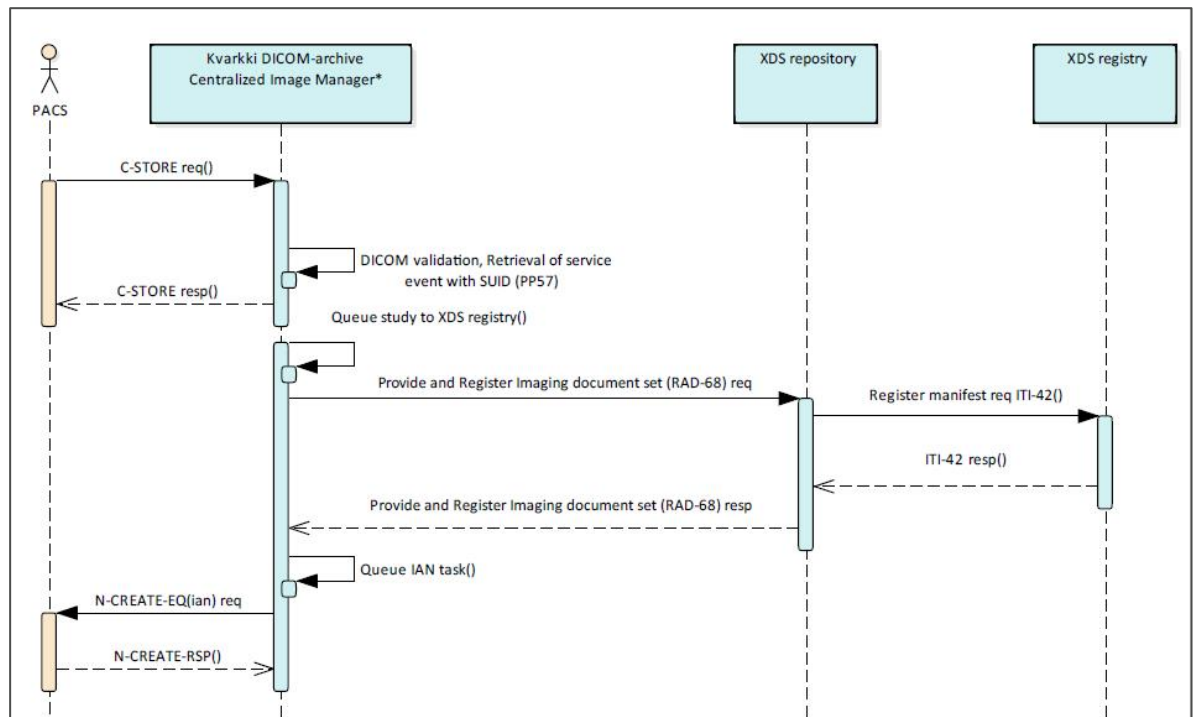 Kvarkki DICOM-archive
Centralized Image Manager*
XDS repository
XDS registry
PACS
C-STORE req()
DICOM validation, Retrieval of service
event with SUID (PP57)
C-STORE resp()
Queue study to XDS registry()
Provide and Register Imaging document set (RAD-68) req
Register manifest req ITI-42()
ITI-42 resp()
Provide and Register Imaging document set (RAD-68) resp
Queue IAN task()
N-CREATE-EQ(ian) req
N-CREATE-RSP()